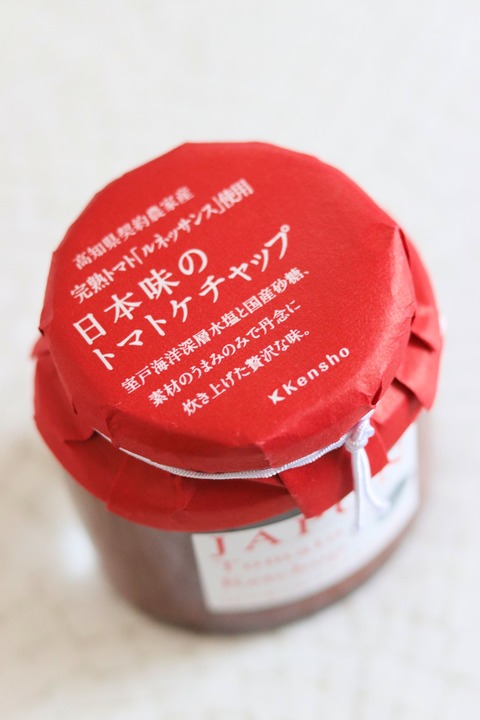 高知県契約農家産
完熟トマト「ルネッサンス」使用
日本味の
トマトケチャップ
室戸海洋深層水塩と国産砂糖、
素材のうまみのみで丹念に
炊き上げた贅沢な味。
Kensho
Tomato
Ketchup